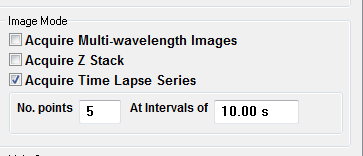 Image Mode
Acquire Multi-wavelength Images
Acquire Z Stack
Acquire Time Lapse Series
No. points 5 At Intervals of 10.00 s